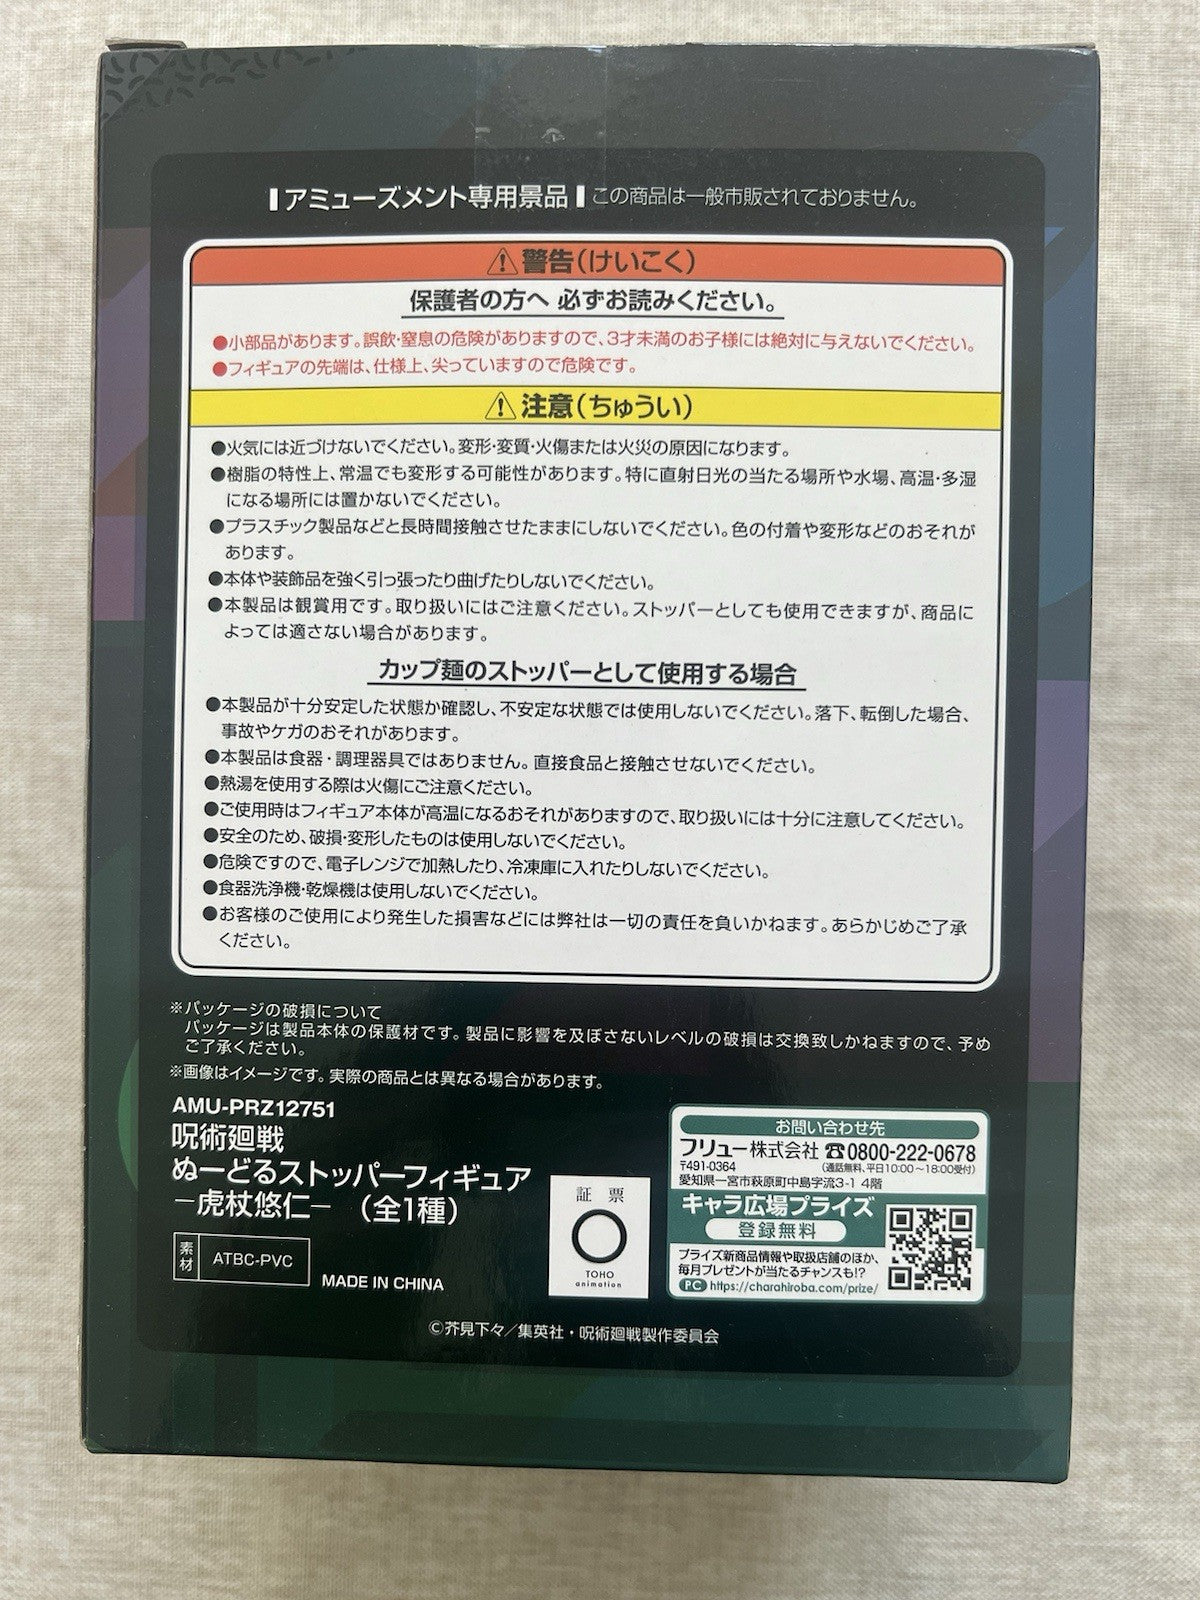 アミューズメント専用景品 この商品は一般市販されておりません。
警告(けいこく)
保護者の方へ 必ずお読みください。
●小部品があります。誤飲・窒息の危険がありますので、3才未満のお子様には絶対に与えないでください。
●フィギュアの先端は、仕様上、尖っていますので危険です。
注意(ちゅうい)
●火気には近づけないでください。変形・変質・火傷または火災の原因になります。
●樹脂の特性上、常温でも変形する可能性があります。特に直射日光の当たる場所や水場、高温・多湿
になる場所には置かないでください。
●プラスチック製品などと長時間接触させたままにしないでください。色の付着や変形などのおそれが
あります。
●本体や装飾品を強く引っ張ったり曲げたりしないでください。
●本製品は観賞用です。取り扱いにはご注意ください。ストッパーとしても使用できますが、商品に
よっては適さない場合があります。
カップ麺のストッパーとして使用する場合
●本製品が十分安定した状態か確認し、不安定な状態では使用しないでください。落下、転倒した場合、
事故やケガのおそれがあります。
●本製品は食器・調理器具ではありません。直接食品と接触させないでください。
●熱湯を使用する際は火傷にご注意ください。
●ご使用時はフィギュア本体が高温になるおそれがありますので、取り扱いには十分に注意してください。
●安全のため、破損・変形したものは使用しないでください。
●危険ですので、電子レンジで加熱したり、冷凍庫に入れたりしないでください。
●食器洗浄機・乾燥機は使用しないでください。
●お客様のご使用により発生した損害などには弊社は一切の責任を負いかねます。あらかじめご了承
ください。
※パッケージの破損について
パッケージは製品本体の保護材です。製品に影響を及ぼさないレベルの破損は交換致しかねますので、予め
ご了承ください。
※画像はイメージです。実際の商品とは異なる場合があります。
AMU-PRZ12751
呪術廻戦
ぬーどるストッパーフィギュア
―虎杖悠仁― (全1種)
素材 ATBC-PVC
MADE IN CHINA
証 票
TOHO
animation
お問い合わせ先
フリュー株式会社 ☎0800-222-0678
〒491-0364 (通話無料、平日10:00～18:00受付)
愛知県一宮市萩原町中島字流3-1 4階
キャラ広場プライズ
登録無料
プライズ新商品情報や取扱店舗のほか、
毎月プレゼントが当たるチャンスも!?
PC https://charahiroba.com/prize/
©芥見下々／集英社・呪術廻戦製作委員会